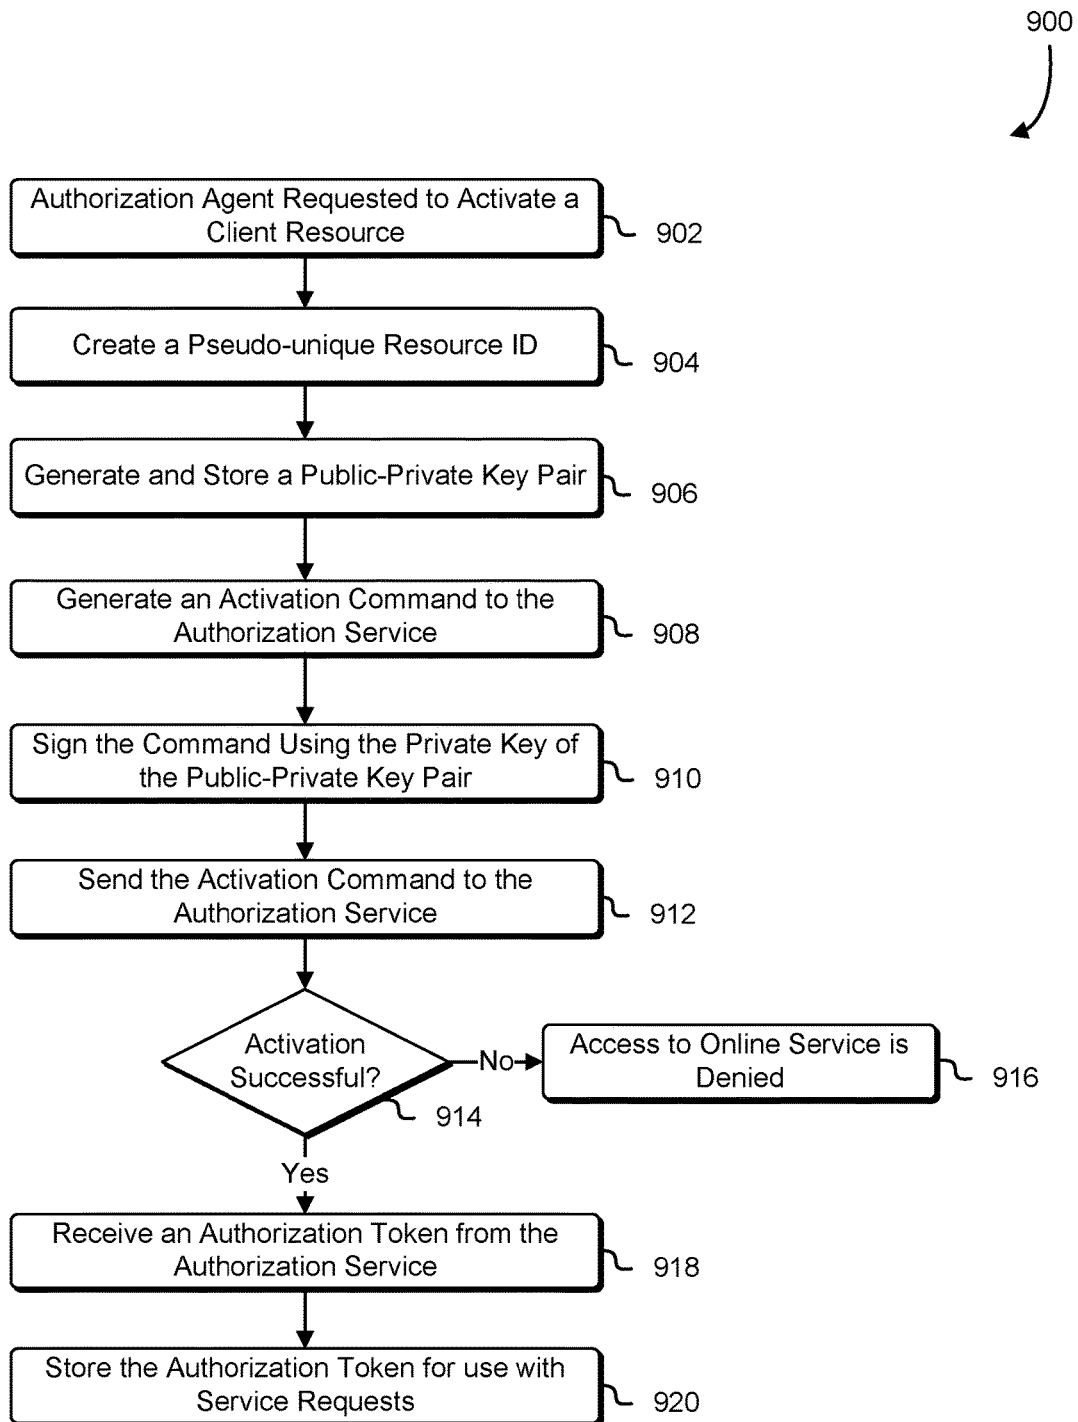 900
Authorization Agent Requested to Activate a
Client Resource
902
Create a Pseudo-unique Resource ID
904
Generate and Store a Public-Private Key Pair
906
Generate an Activation Command to the
Authorization Service
908
Sign the Command Using the Private Key of
the Public-Private Key Pair
910
Send the Activation Command to the
Authorization Service
912
Activation
Successful?
914
No
Access to Online Service is
Denied
916
Yes
Receive an Authorization Token from the
Authorization Service
918
Store the Authorization Token for use with
Service Requests
920